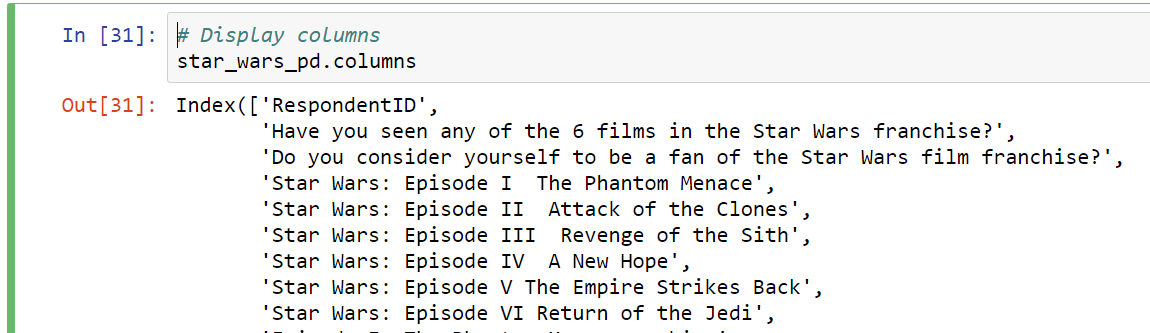 In [31]: # Display columns
star_wars_pd.columns
Out[31]: Index(['RespondentID',
'Have you seen any of the 6 films in the Star Wars franchise?',
'Do you consider yourself to be a fan of the Star Wars film franchise?',
'Star Wars: Episode I  The Phantom Menace',
'Star Wars: Episode II  Attack of the Clones',
'Star Wars: Episode III  Revenge of the Sith',
'Star Wars: Episode IV  A New Hope',
'Star Wars: Episode V The Empire Strikes Back',
'Star Wars: Episode VI Return of the Jedi',